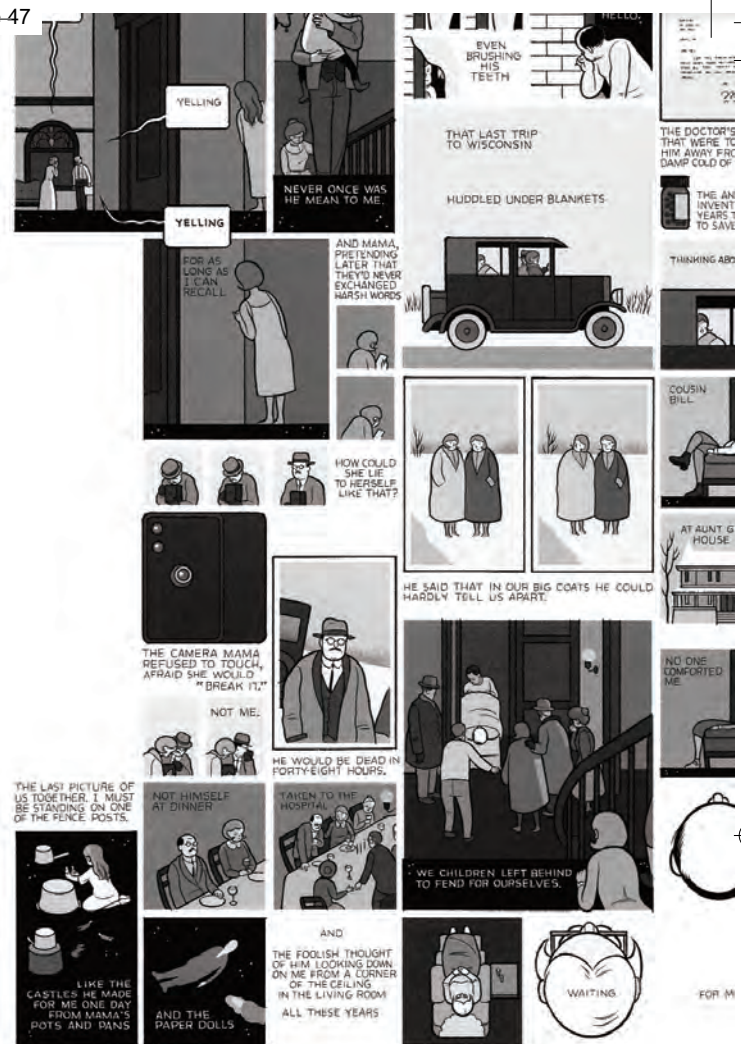 47
YELLING
YELLING
NEVER ONCE WAS
HE MEAN TO ME.
FOR AS
LONG AS
I CAN
RECALL
AND MAMA,
PRETENDING
LATER THAT
THEY'D NEVER
EXCHANGED
HARSH WORDS
HOW COULD
SHE LIE
TO HERSELF
LIKE THAT?
THE CAMERA MAMA
REFUSED TO TOUCH,
AFRAID SHE WOULD
"BREAK IT."
NOT ME.
HE WOULD BE DEAD IN
FORTY-EIGHT HOURS.
THE LAST PICTURE OF
US TOGETHER. I MUST
BE STANDING ON ONE
OF THE FENCE POSTS.
NOT HIMSELF
AT DINNER
TAKEN TO THE
HOSPITAL
LIKE THE
CASTLES HE MADE
FOR ME ONE DAY
FROM MAMA'S
POTS AND PANS
AND THE
PAPER DOLLS
AND
THE FOOLISH THOUGHT
OF HIM LOOKING DOWN
ON ME FROM A CORNER
OF THE CEILING
IN THE LIVING ROOM
ALL THESE YEARS
HELLO.
EVEN
BRUSHING
HIS
TEETH
THAT LAST TRIP
TO WISCONSIN
HUDDLED UNDER BLANKETS
HE SAID THAT IN OUR BIG COATS HE COULD
HARDLY TELL US APART.
WE CHILDREN LEFT BEHIND
TO FEND FOR OURSELVES.
WAITING
THE DOCTOR'S
THAT WERE TO
HIM AWAY FRO
DAMP COLD OF
THE AN
INVENT
YEARS T
TO SAVE
THINKING ABO
COUSIN
BILL
AT AUNT G
HOUSE
NO ONE
COMFORTED
ME
FOR M